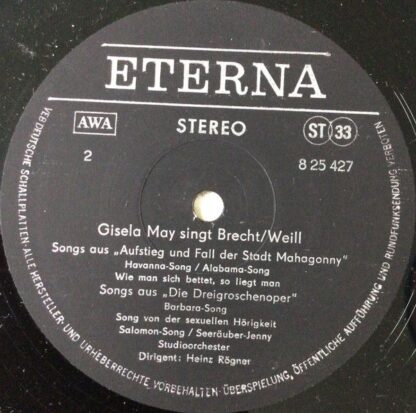 ETERNA
AWA
STEREO
ST 33
2
8 25 427
Gisela May singt Brecht/Weill
Songs aus „Aufstieg und Fall der Stadt Mahagonny"
Havanna-Song / Alabama-Song
Wie man sich bettet, so liegt man
Songs aus „Die Dreigroschenoper"
Barbara-Song
Song von der sexuellen Hörigkeit
Salomon-Song / Seeräuber-Jenny
Studioorchester
Dirigent: Heinz Rögner
VEB DEUTSCHE SCHALLPLATTEN · ALLE HERSTELLER- UND URHEBERRECHTE VORBEHALTEN · ÜBERSPIELUNG, ÖFFENTLICHE AUFFÜHRUNG UND RUNDFUNKSENDUNG VERBOTEN